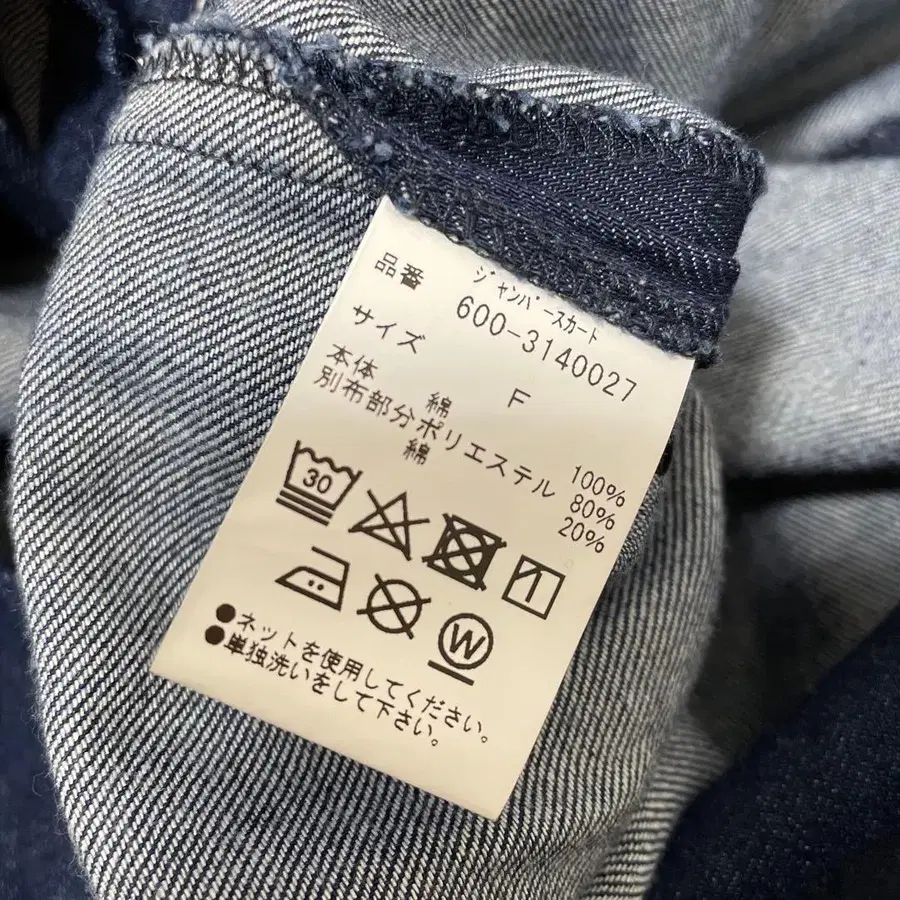 ジャンパースカート
品番 600-3140027
サイズ F
本体 綿 100%
別布部分ポリエステル 80%
綿 20%
30
W
●ネットを使用してください。
●単独洗いをして下さい。